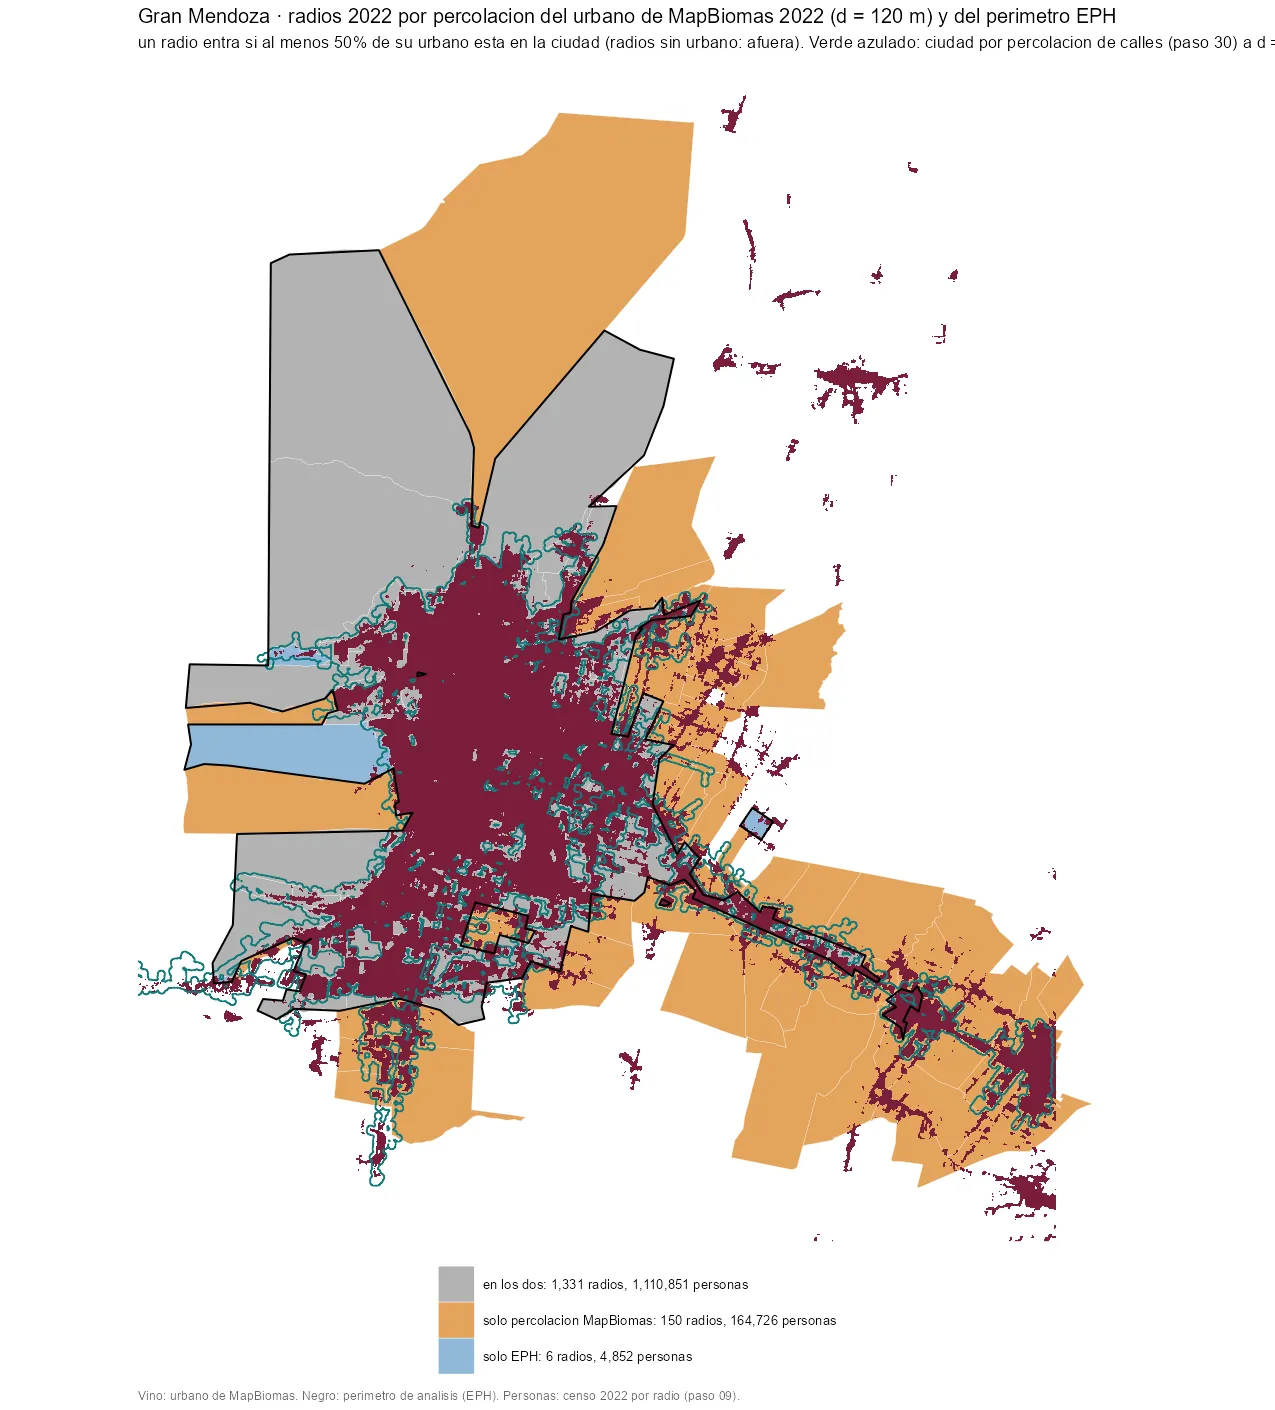 Gran Mendoza · radios 2022 por percolacion del urbano de MapBiomas 2022 (d = 120 m) y del perimetro EPH
un radio entra si al menos 50% de su urbano esta en la ciudad (radios sin urbano: afuera). Verde azulado: ciudad por percolacion de calles (paso 30) a d =
en los dos: 1,331 radios, 1,110,851 personas
solo percolacion MapBiomas: 150 radios, 164,726 personas
solo EPH: 6 radios, 4,852 personas
Vino: urbano de MapBiomas. Negro: perimetro de analisis (EPH). Personas: censo 2022 por radio (paso 09).